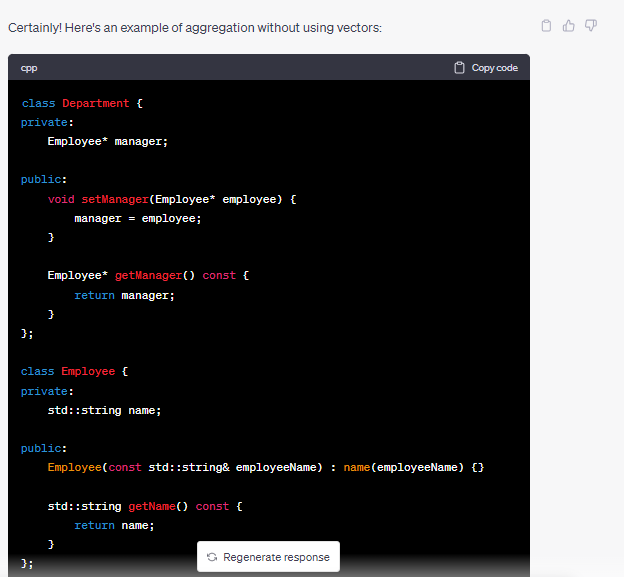 Certainly! Here's an example of aggregation without using vectors:
cpp
Copy code
class Department {
private:
    Employee* manager;
public:
    void setManager(Employee* employee) {
        manager = employee;
    }
    Employee* getManager() const {
        return manager;
    }
};
class Employee {
private:
    std::string name;
public:
    Employee(const std::string& employeeName) : name(employeeName) {}
    std::string getName() const {
        return name;
    }
};
Regenerate response